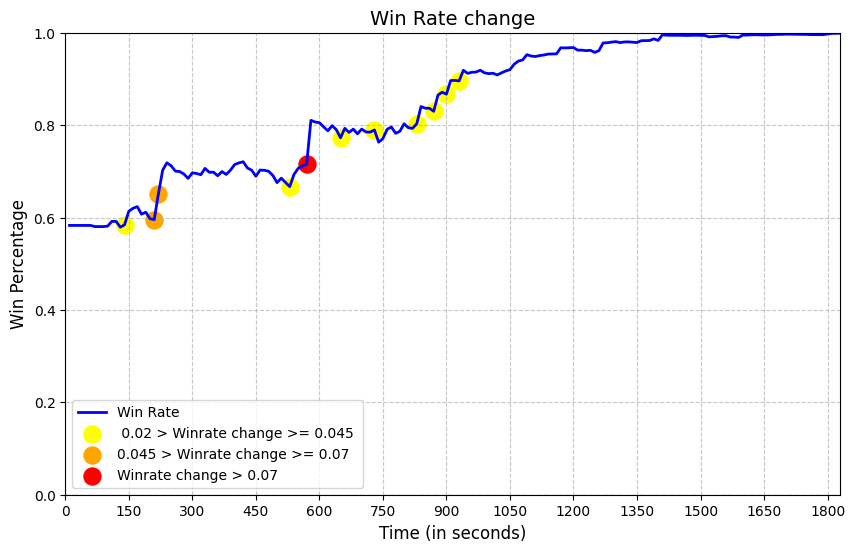 Win Rate change
1.0
0.8
0.6
0.4
0.2
0.0
Win Percentage
Win Rate
0.02 > Winrate change >= 0.045
0.045 > Winrate change >= 0.07
Winrate change > 0.07
0 150 300 450 600 750 900 1050 1200 1350 1500 1650 1800
Time (in seconds)